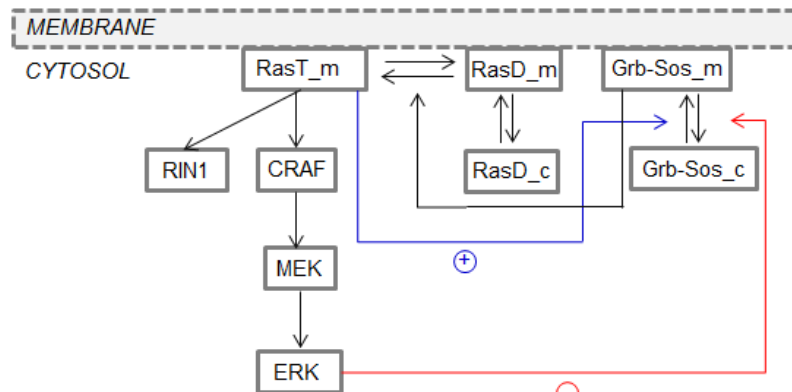 MEMBRANE
CYTOSOL
RasT_m
RasD_m
Grb-Sos_m
RIN1
CRAF
RasD_c
Grb-Sos_c
+
MEK
ERK